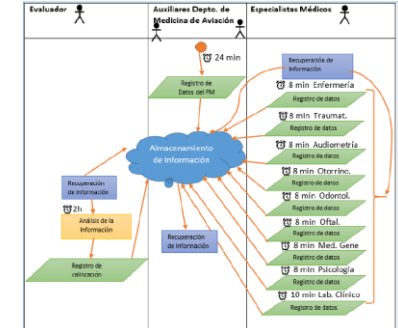 Evaluador
Auxiliares Depto. de
Medicina de Aviación
Especialistas Médicos
24 min
Registro de
Datos del PM
Recuperación de
Información
8 min Enfermería
Registro de datos
8 min Traumat.
Registro de datos
8 min Audiometría
Registro de datos
8 min Otorrino.
Registro de datos
8 min Odontol.
Registro de datos
8 min Oftal.
Registro de datos
8 min Med. Gene
Registro de datos
8 min Psicología
Registro de datos
10 min Lab. Clínico
Registro de datos
Almacenamiento
de Información
Recuperación
de Información
2h
Análisis de la
Información
Registro de
calificación
Recuperación
de Información